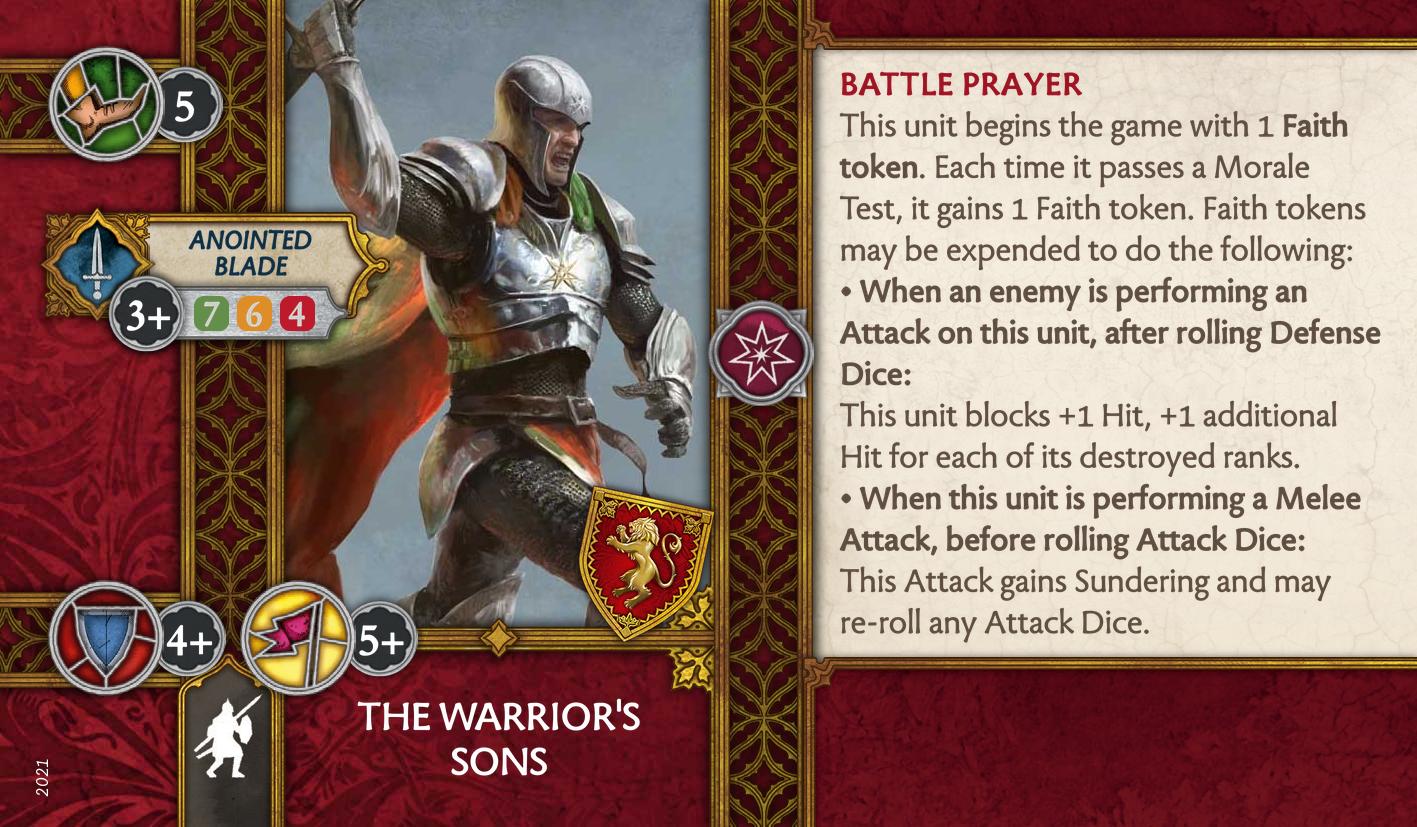 5
ANOINTED
BLADE
3+ 7 6 4
4+ 5+
THE WARRIOR'S
SONS
2021
BATTLE PRAYER
This unit begins the game with 1 Faith
token. Each time it passes a Morale
Test, it gains 1 Faith token. Faith tokens
may be expended to do the following:
• When an enemy is performing an
Attack on this unit, after rolling Defense
Dice:
This unit blocks +1 Hit, +1 additional
Hit for each of its destroyed ranks.
• When this unit is performing a Melee
Attack, before rolling Attack Dice:
This Attack gains Sundering and may
re-roll any Attack Dice.